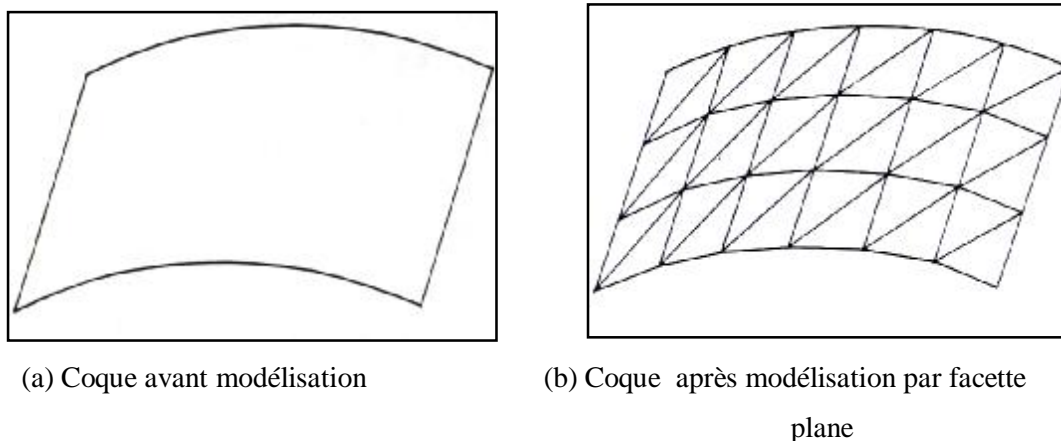 (a) Coque avant modélisation
(b) Coque après modélisation par facette
plane